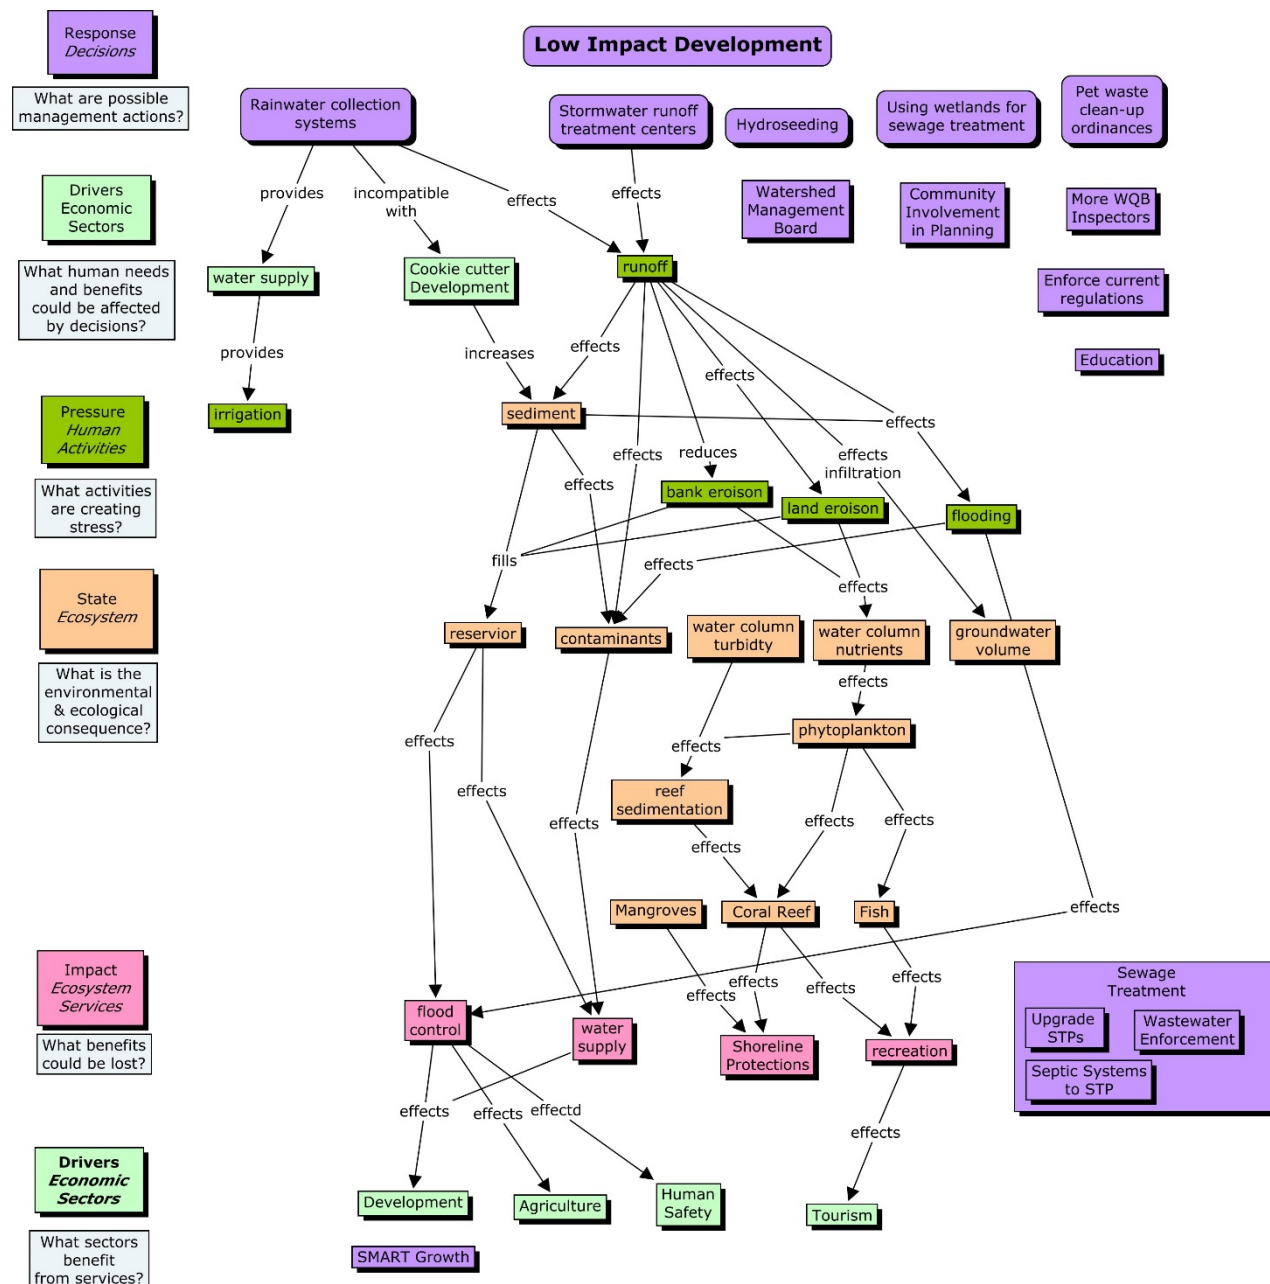 Response
Decisions
Low Impact Development
What are possible
management actions?
Rainwater collection
systems
Stormwater runoff
treatment centers
Hydroseeding
Using wetlands for
sewage treatment
Pet waste
clean-up
ordinances
Drivers
Economic
Sectors
provides
incompatible
with
effects
effects
Watershed
Management
Board
Community
Involvement
in Planning
More WQB
Inspectors
What human needs
and benefits
could be affected
by decisions?
water supply
Cookie cutter
Development
runoff
Enforce current
regulations
provides
increases
effects
effects
Education
Pressure
Human
Activities
irrigation
sediment
effects
effects
reduces
effects
infiltration
What activities
are creating
stress?
effects
bank eroison
land eroison
flooding
fills
effects
effects
State
Ecosystem
reservior
contaminants
water column
turbidty
water column
nutrients
groundwater
volume
What is the
environmental
& ecological
consequence?
effects
phytoplankton
effects
effects
effects
reef
sedimentation
effects
effects
effects
effects
Mangroves
Coral Reef
Fish
effects
Impact
Ecosystem
Services
effects
effects
effects
effects
Sewage
Treatment
Upgrade
STPs
Wastewater
Enforcement
Septic Systems
to STP
What benefits
could be lost?
flood
control
water
supply
Shoreline
Protections
recreation
effects
effects
effectd
effects
Drivers
Economic
Sectors
Development
Agriculture
Human
Safety
Tourism
What sectors
benefit
from services?
SMART Growth